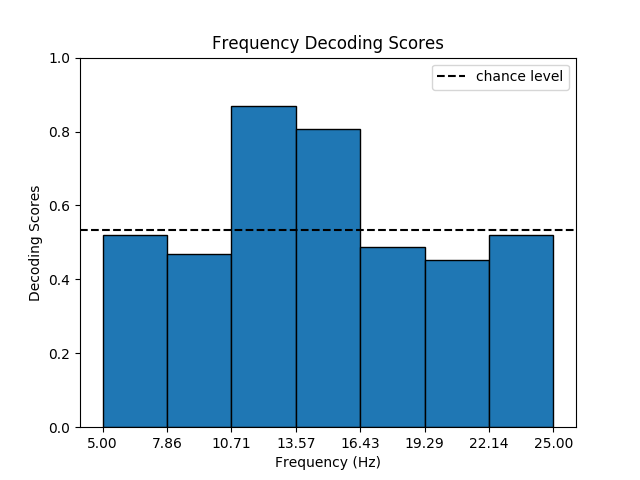 Frequency Decoding Scores
1.0
chance level
0.8
0.6
Decoding Scores
0.4
0.2
0.0
5.00 7.86 10.71 13.57 16.43 19.29 22.14 25.00
Frequency (Hz)